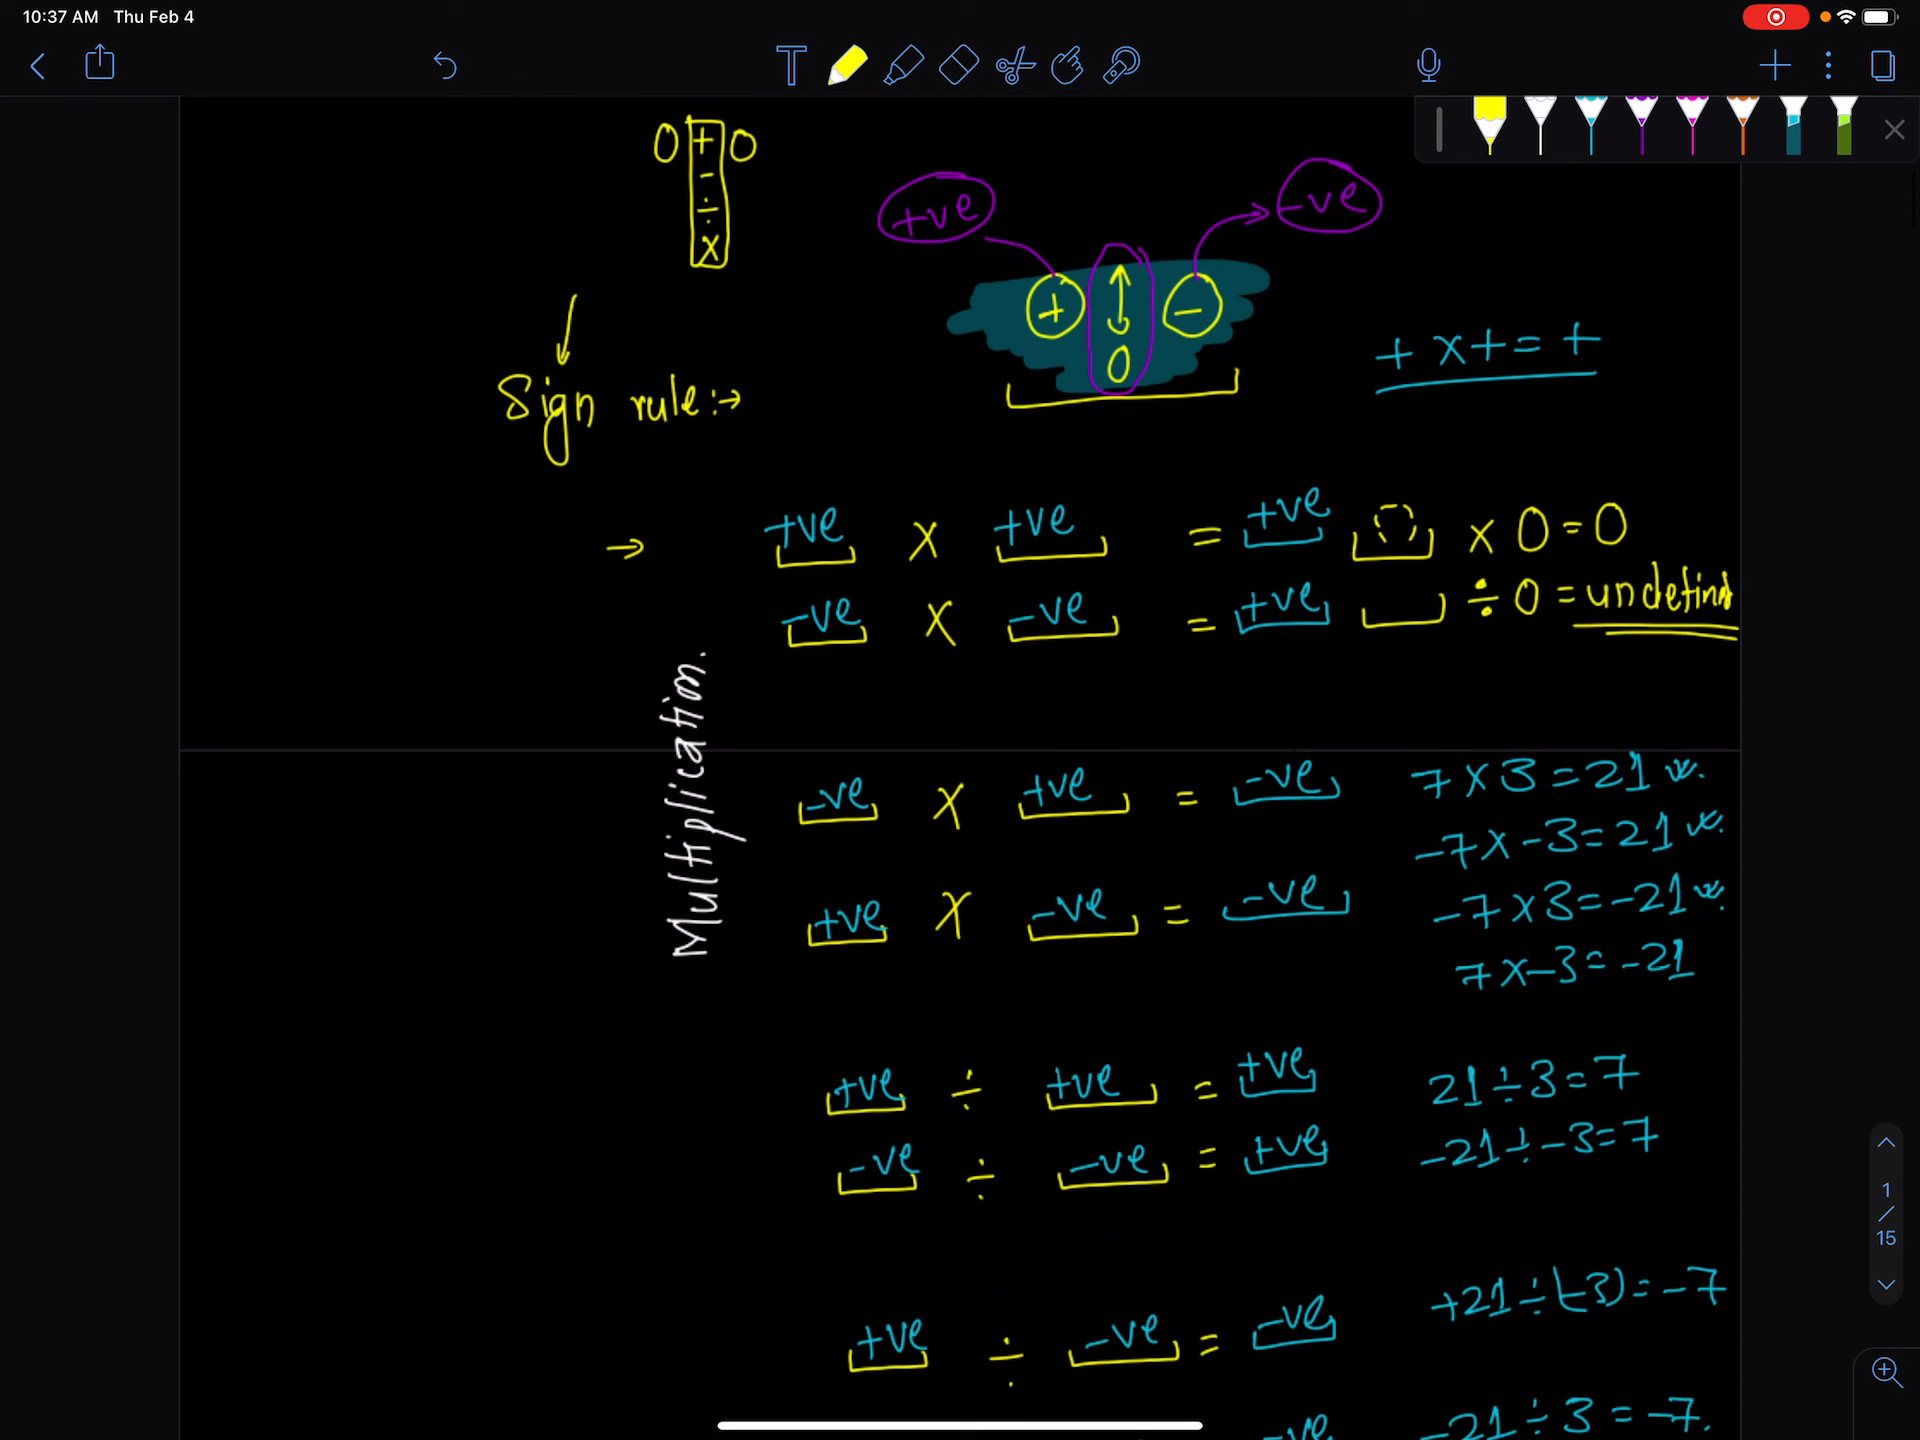 10:37 AM Thu Feb 4
0 + 0
-
÷
x
+ve -ve
+ ↕ -
0
+ x + = +
Sign rule:→
→ +ve x +ve = +ve x 0 = 0
-ve x -ve = +ve ÷ 0 = undefind
Multiplication.
-ve x +ve = -ve 7 x 3 = 21
-7 x -3 = 21
+ve x -ve = -ve -7 x 3 = -21
7 x -3 = -21
+ve ÷ +ve = +ve 21 ÷ 3 = 7
-ve ÷ -ve = +ve -21 ÷ -3 = 7
+ve ÷ -ve = -ve +21 ÷ (-3) = -7
-ve -21 ÷ 3 = -7.
1
/
15